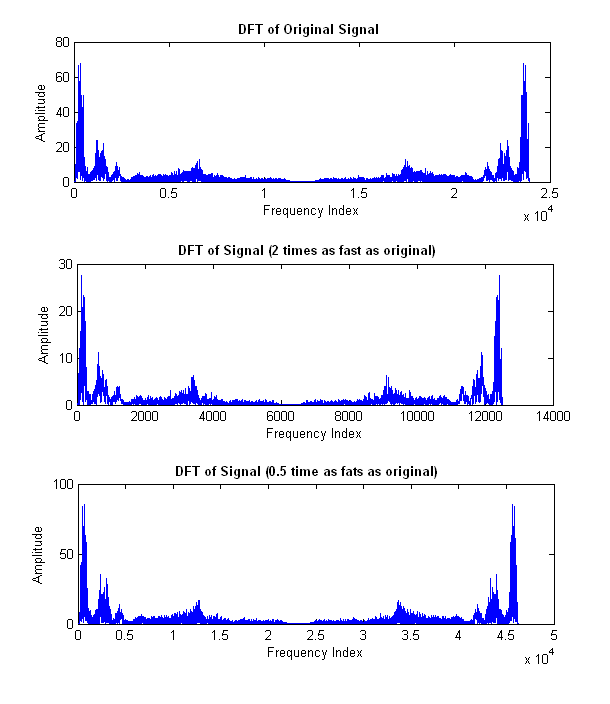 DFT of Original Signal
80
60
40
20
0
Amplitude
0 0.5 1 1.5 2 2.5
Frequency Index
x 10^4
DFT of Signal (2 times as fast as original)
30
20
10
0
Amplitude
0 2000 4000 6000 8000 10000 12000 14000
Frequency Index
DFT of Signal (0.5 time as fats as original)
100
50
0
Amplitude
0 0.5 1 1.5 2 2.5 3 3.5 4 4.5 5
Frequency Index
x 10^4